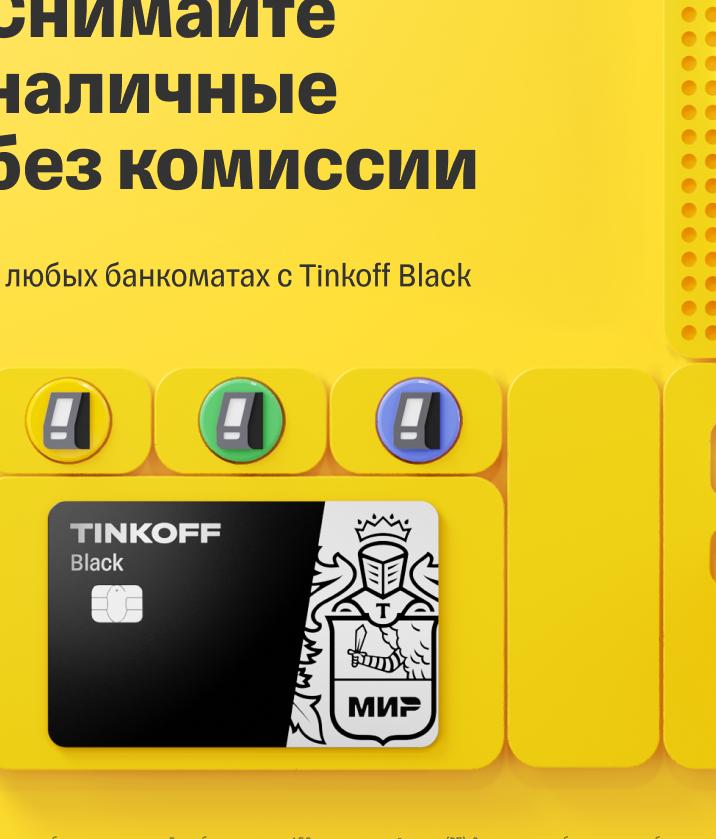 Снимайте
наличные
без комиссии
любых банкоматах с Tinkoff Black
TINKOFF
Black
Т
МИР